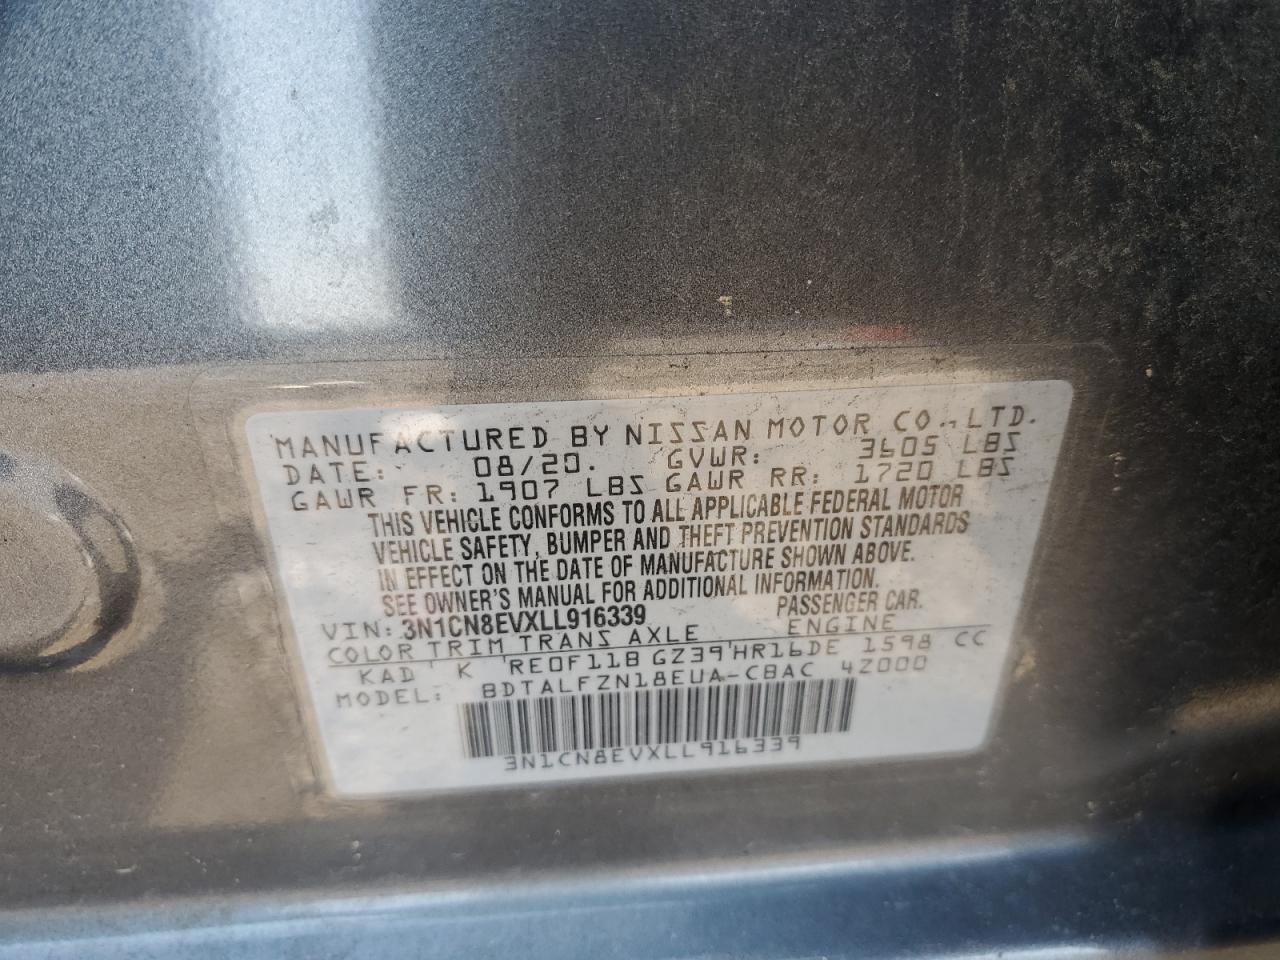 MANUFACTURED BY NISSAN MOTOR CO., LTD.
DATE: 08/20. GVWR: 3605 LBS
GAWR FR: 1907 LBS GAWR RR: 1720 LBS
THIS VEHICLE CONFORMS TO ALL APPLICABLE FEDERAL MOTOR
VEHICLE SAFETY, BUMPER AND THEFT PREVENTION STANDARDS
IN EFFECT ON THE DATE OF MANUFACTURE SHOWN ABOVE.
SEE OWNER'S MANUAL FOR ADDITIONAL INFORMATION.
VIN: 3N1CN8EVXLL916339 PASSENGER CAR.
COLOR TRIM TRANS AXLE ENGINE
KAD K RE0F11B GZ39 HR16DE 1598 CC
MODEL: BDTALFZN18EUA-CBAC 4Z000
3N1CN8EVXLL916339